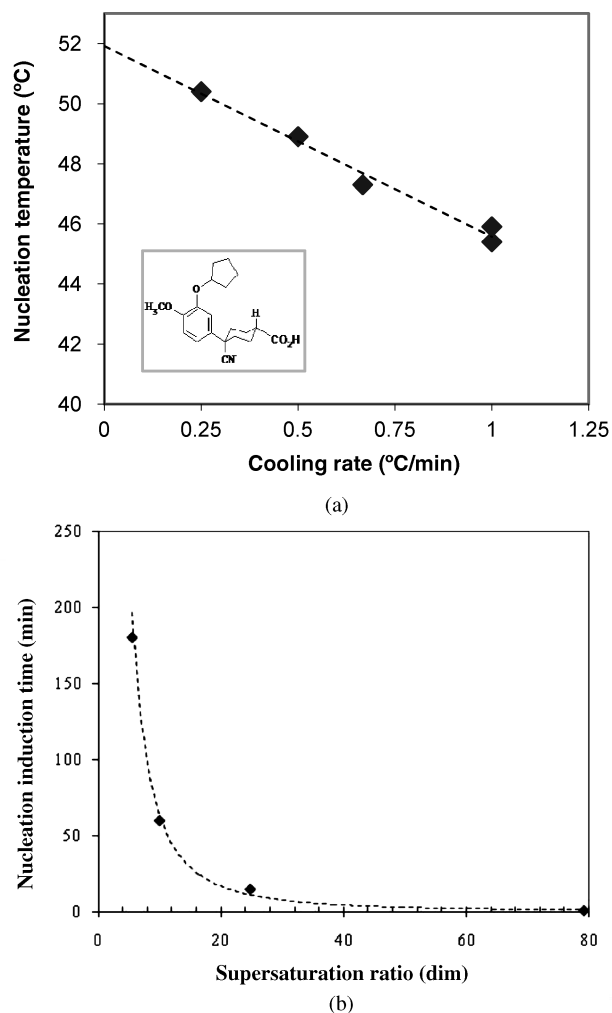 Nucleation temperature (ºC)
52
50
48
46
44
42
40
H₃CO
O
H
CO₂H
CN
0
0.25
0.5
0.75
1
1.25
Cooling rate (ºC/min)
(a)
Nucleation induction time (min)
250
200
150
100
50
0
0
20
40
60
80
Supersaturation ratio (dim)
(b)